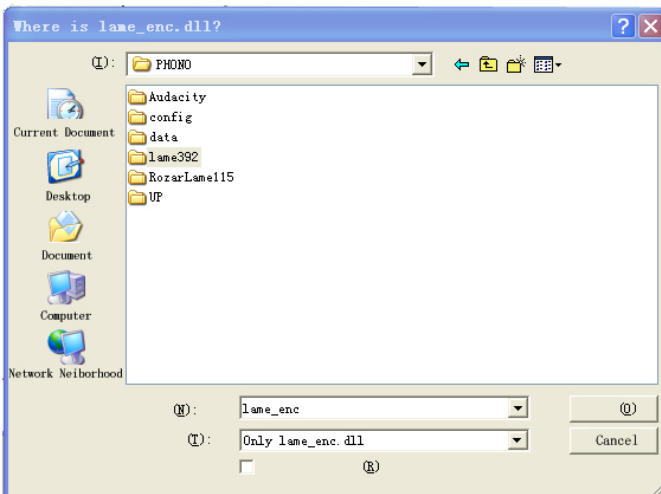 Where is lame_enc.dll?
(I): PHONO
Current Document
Desktop
Document
Computer
Network Neiborhood
Audacity
config
data
lame392
RozarLame115
UP
(N): lame_enc (O)
(T): Only lame_enc.dll Cancel
(R)